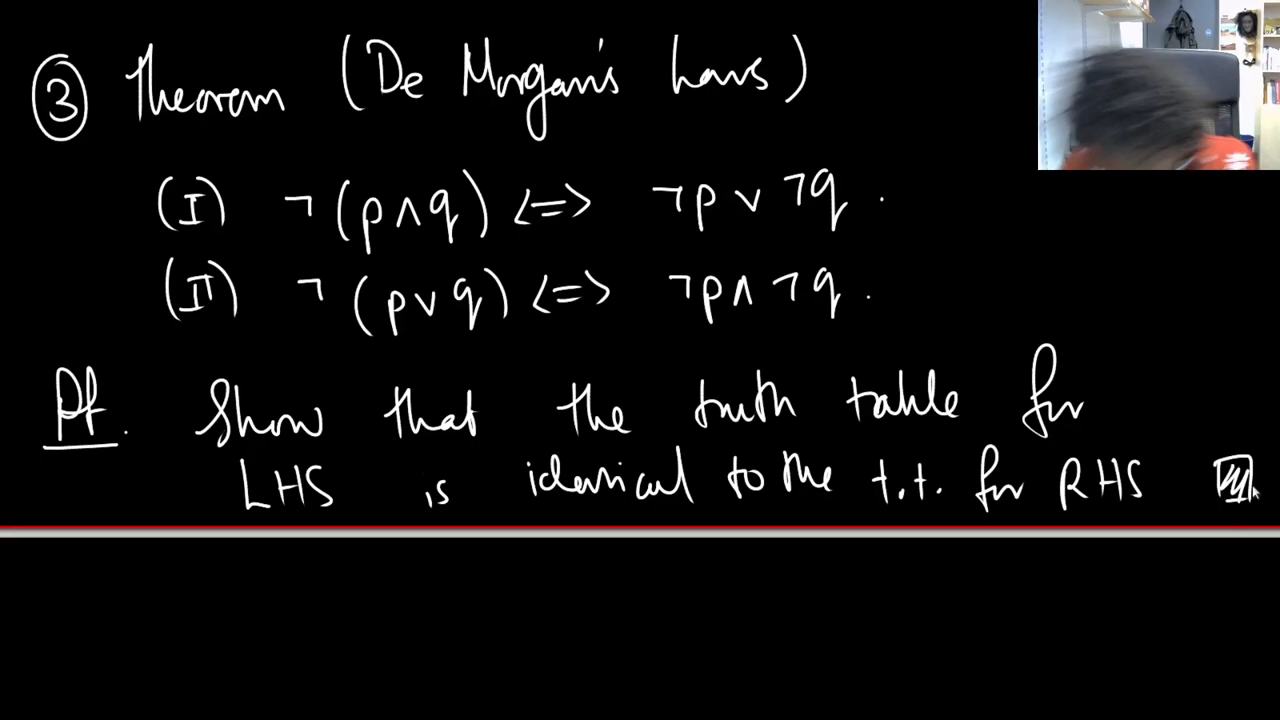 ③ Theorem (De Morgan's Laws)
(I) ¬(p∧q) <=> ¬p∨¬q.
(II) ¬(p∨q) <=> ¬p∧¬q.
Pf. Show that the truth table for
LHS is identical to the t.t. for RHS